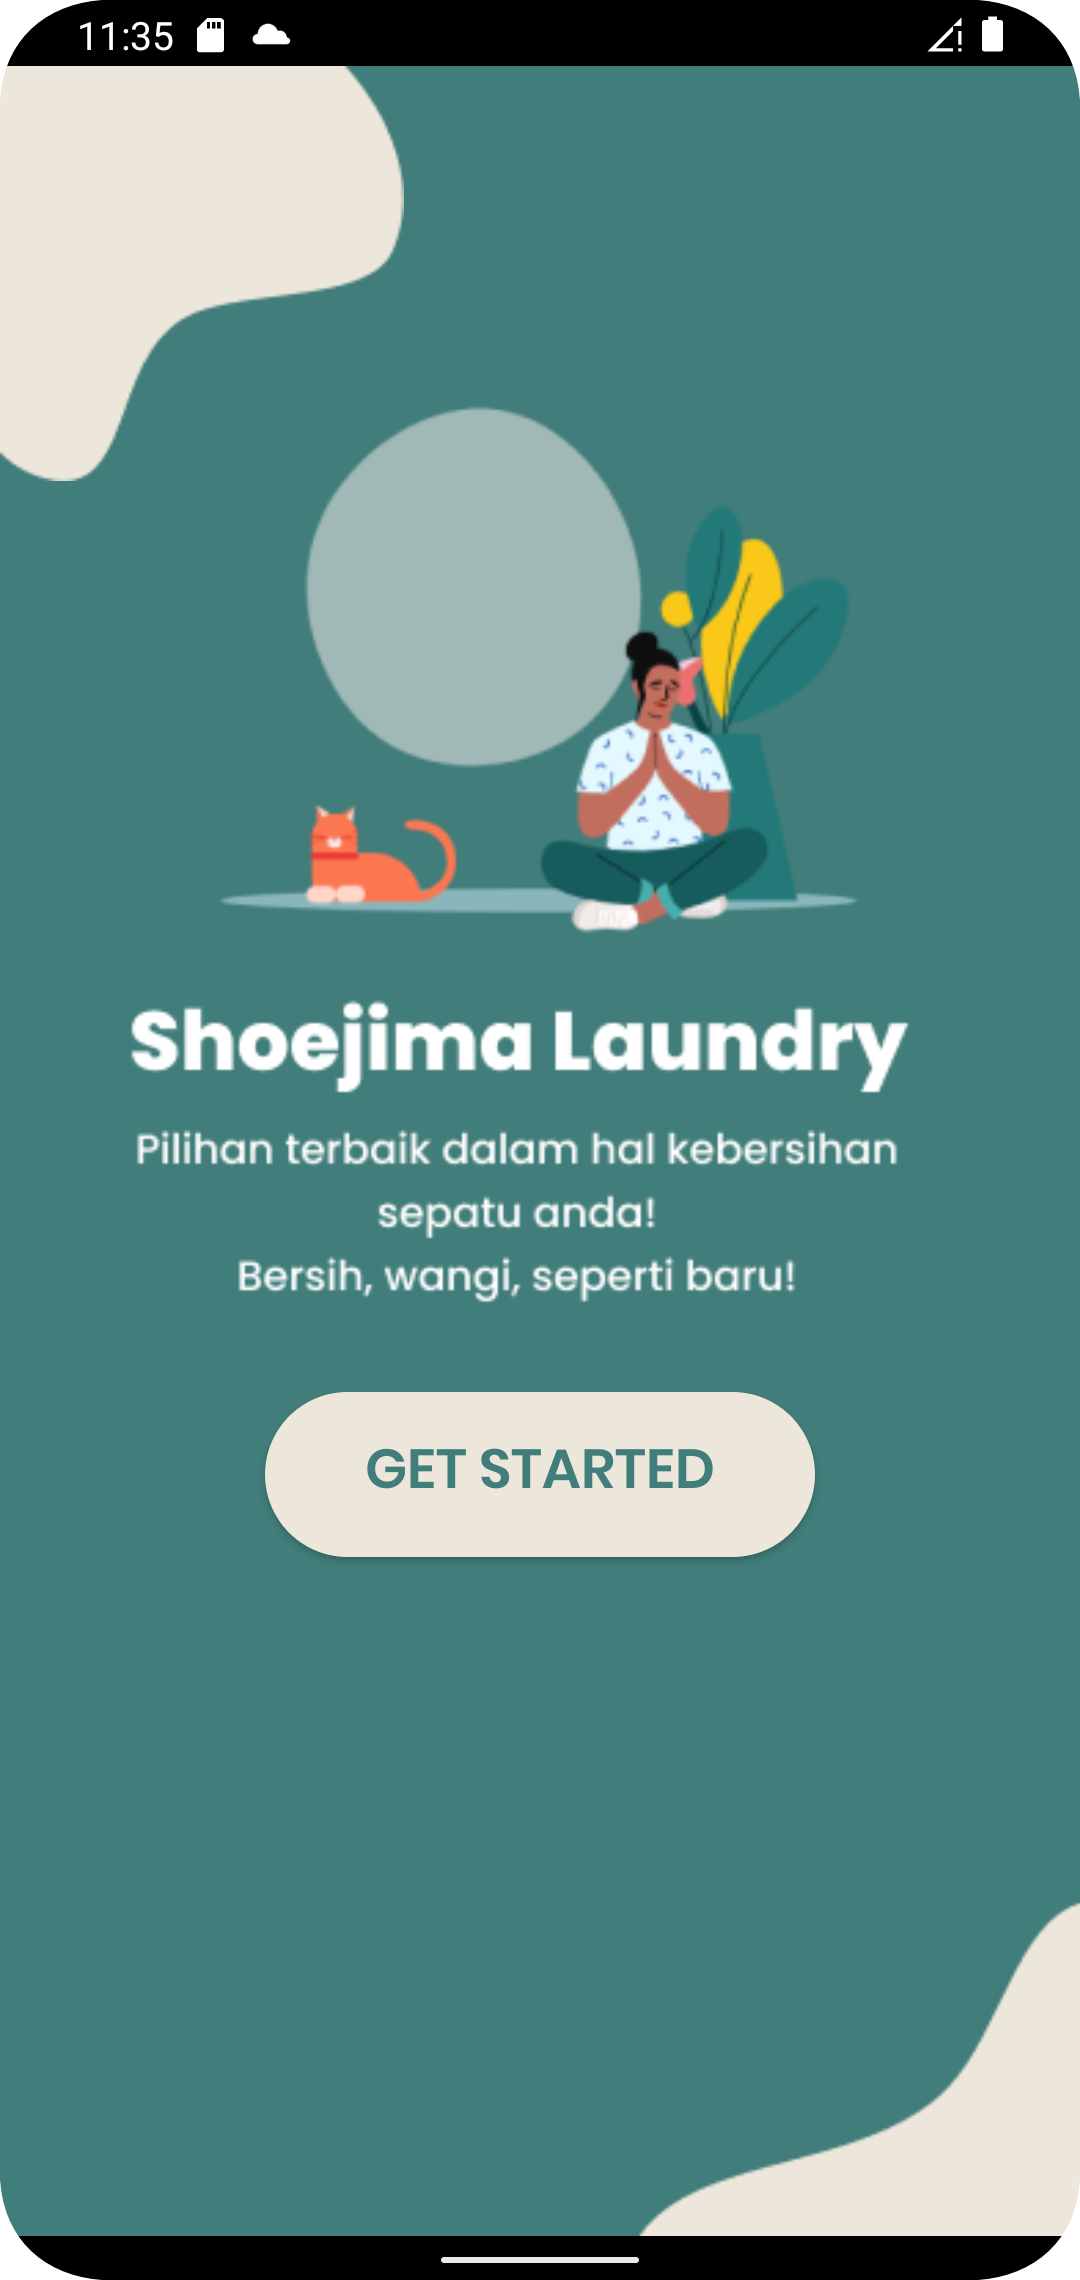 11:35
Shoejima Laundry
Pilihan terbaik dalam hal kebersihan
sepatu anda!
Bersih, wangi, seperti baru!
GET STARTED